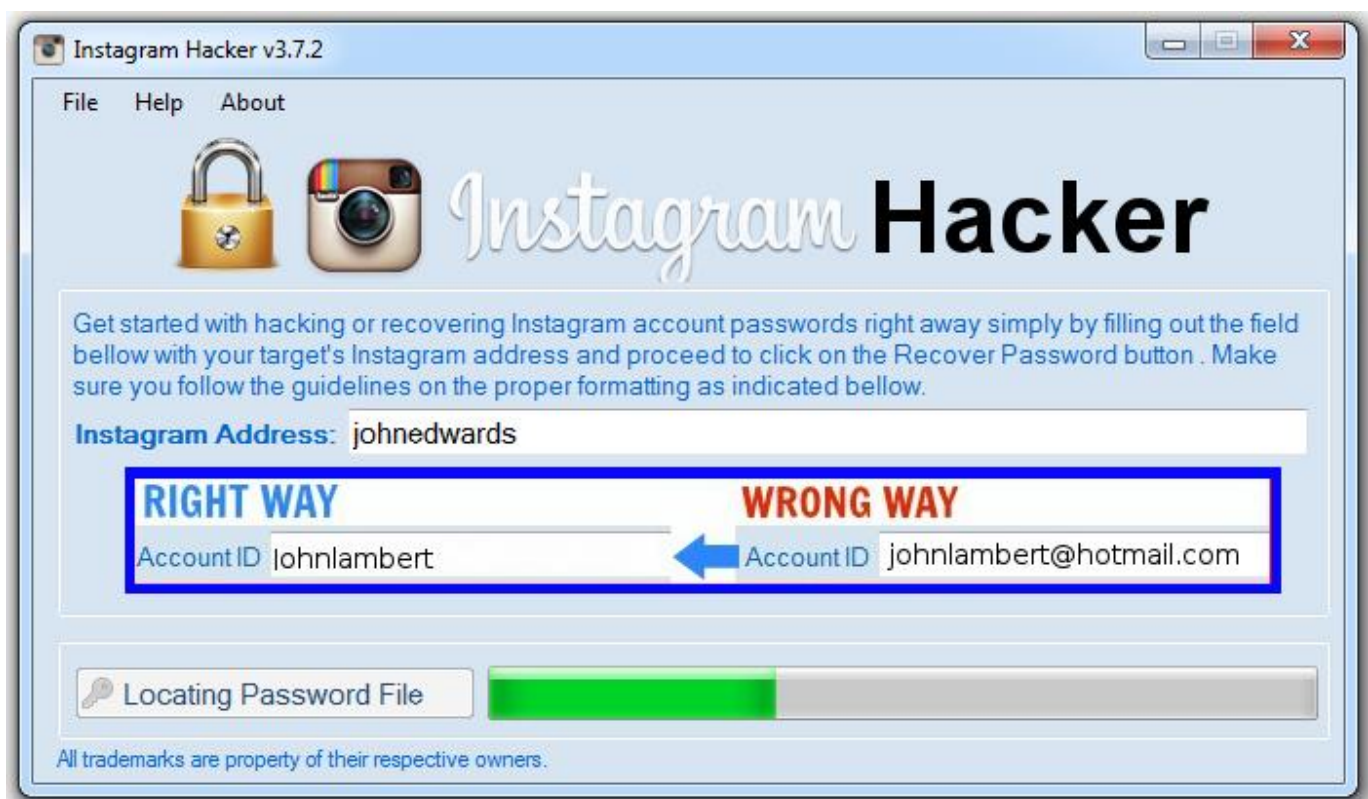 Instagram Hacker v3.7.2
File Help About
Instagram Hacker
Get started with hacking or recovering Instagram account passwords right away simply by filling out the field
bellow with your target's Instagram address and proceed to click on the Recover Password button . Make
sure you follow the guidelines on the proper formatting as indicated bellow.
Instagram Address: johnedwards
RIGHT WAY WRONG WAY
Account ID johnlambert Account ID johnlambert@hotmail.com
Locating Password File
All trademarks are property of their respective owners.